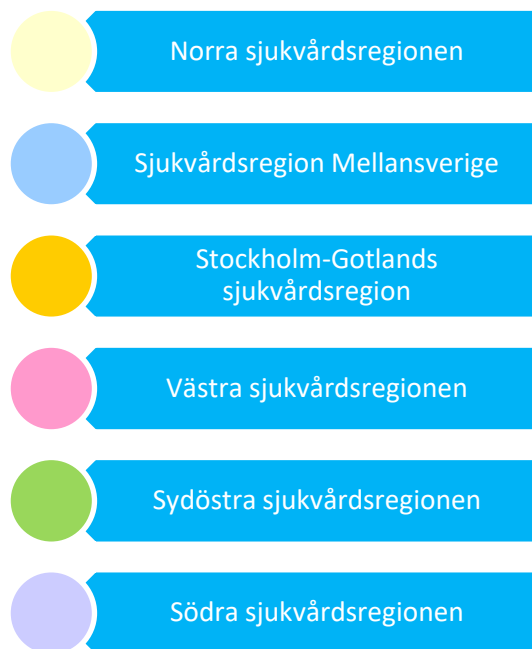 Norra sjukvårdsregionen
Sjukvårdsregion Mellansverige
Stockholm-Gotlands
sjukvårdsregion
Västra sjukvårdsregionen
Sydöstra sjukvårdsregionen
Södra sjukvårdsregionen